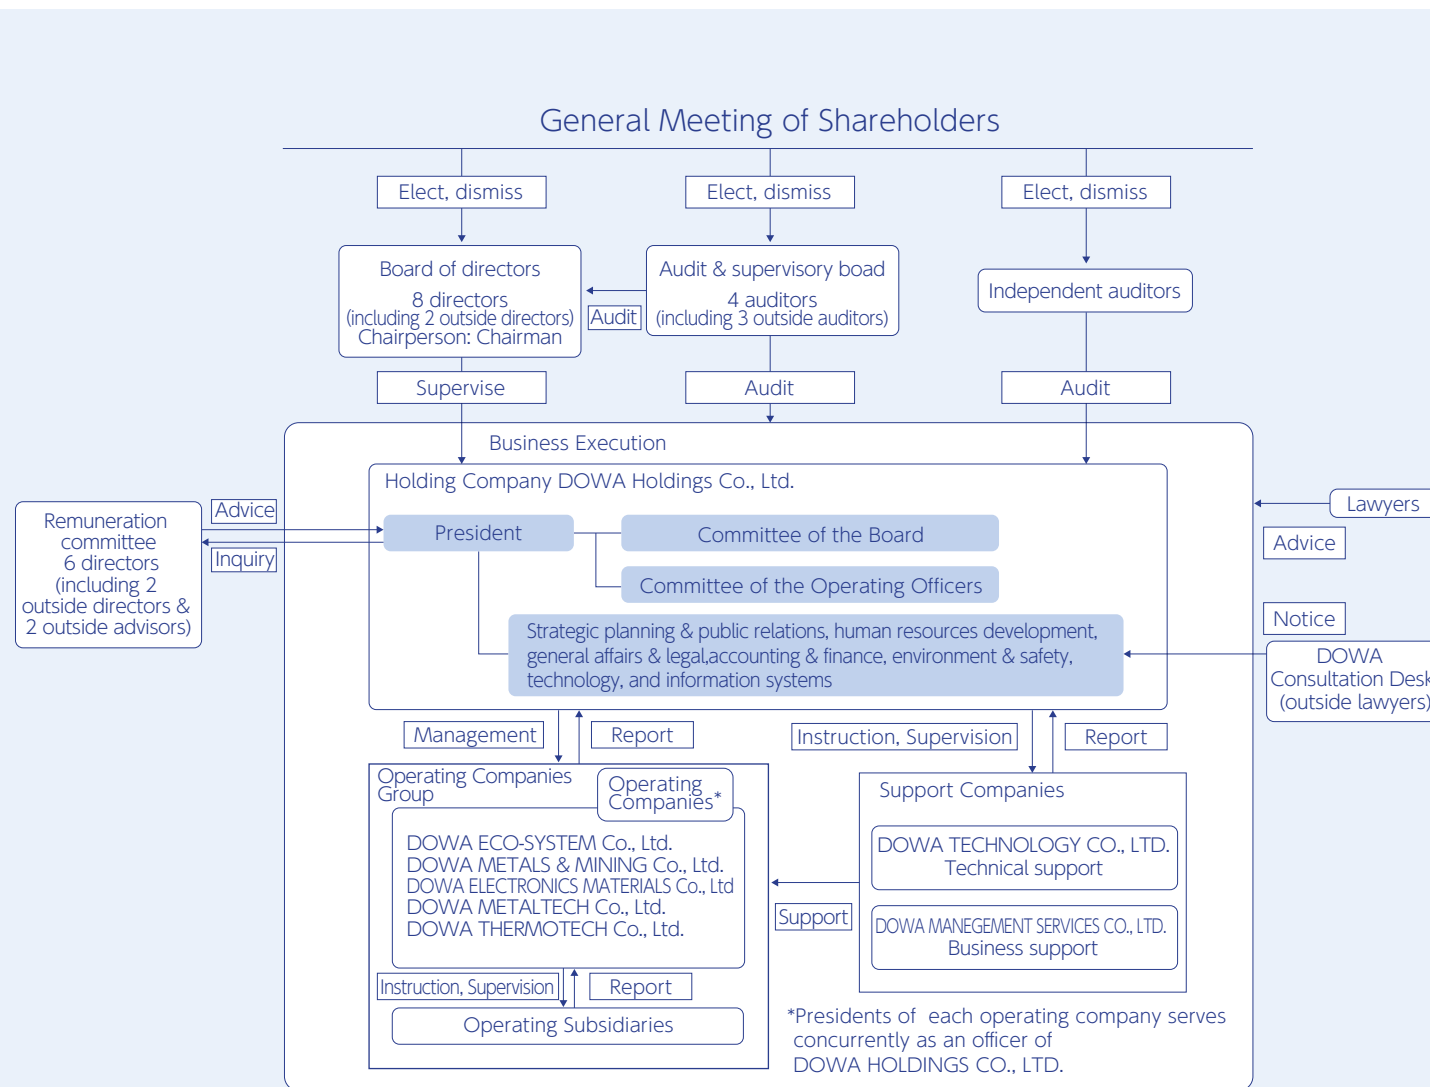 General Meeting of Shareholders
Elect, dismiss
Elect, dismiss
Elect, dismiss
Board of directors
8 directors
(including 2 outside directors)
Chairperson: Chairman
Audit
Audit & supervisory boad
4 auditors
(including 3 outside auditors)
Independent auditors
Supervise
Audit
Audit
Business Execution
Holding Company DOWA Holdings Co., Ltd.
Remuneration
committee
6 directors
(including 2
outside directors &
2 outside advisors)
Advice
Inquiry
President
Committee of the Board
Committee of the Operating Officers
Strategic planning & public relations, human resources development,
general affairs & legal,accounting & finance, environment & safety,
technology, and information systems
Lawyers
Advice
Notice
DOWA
Consultation Desk
(outside lawyers)
Management
Report
Instruction, Supervision
Report
Operating Companies
Group
Operating
Companies*
DOWA ECO-SYSTEM Co., Ltd.
DOWA METALS & MINING Co., Ltd.
DOWA ELECTRONICS MATERIALS Co., Ltd
DOWA METALTECH Co., Ltd.
DOWA THERMOTECH Co., Ltd.
Instruction, Supervision
Report
Operating Subsidiaries
Support
Support Companies
DOWA TECHNOLOGY CO., LTD.
Technical support
DOWA MANEGEMENT SERVICES CO., LTD.
Business support
*Presidents of each operating company serves
concurrently as an officer of
DOWA HOLDINGS CO., LTD.